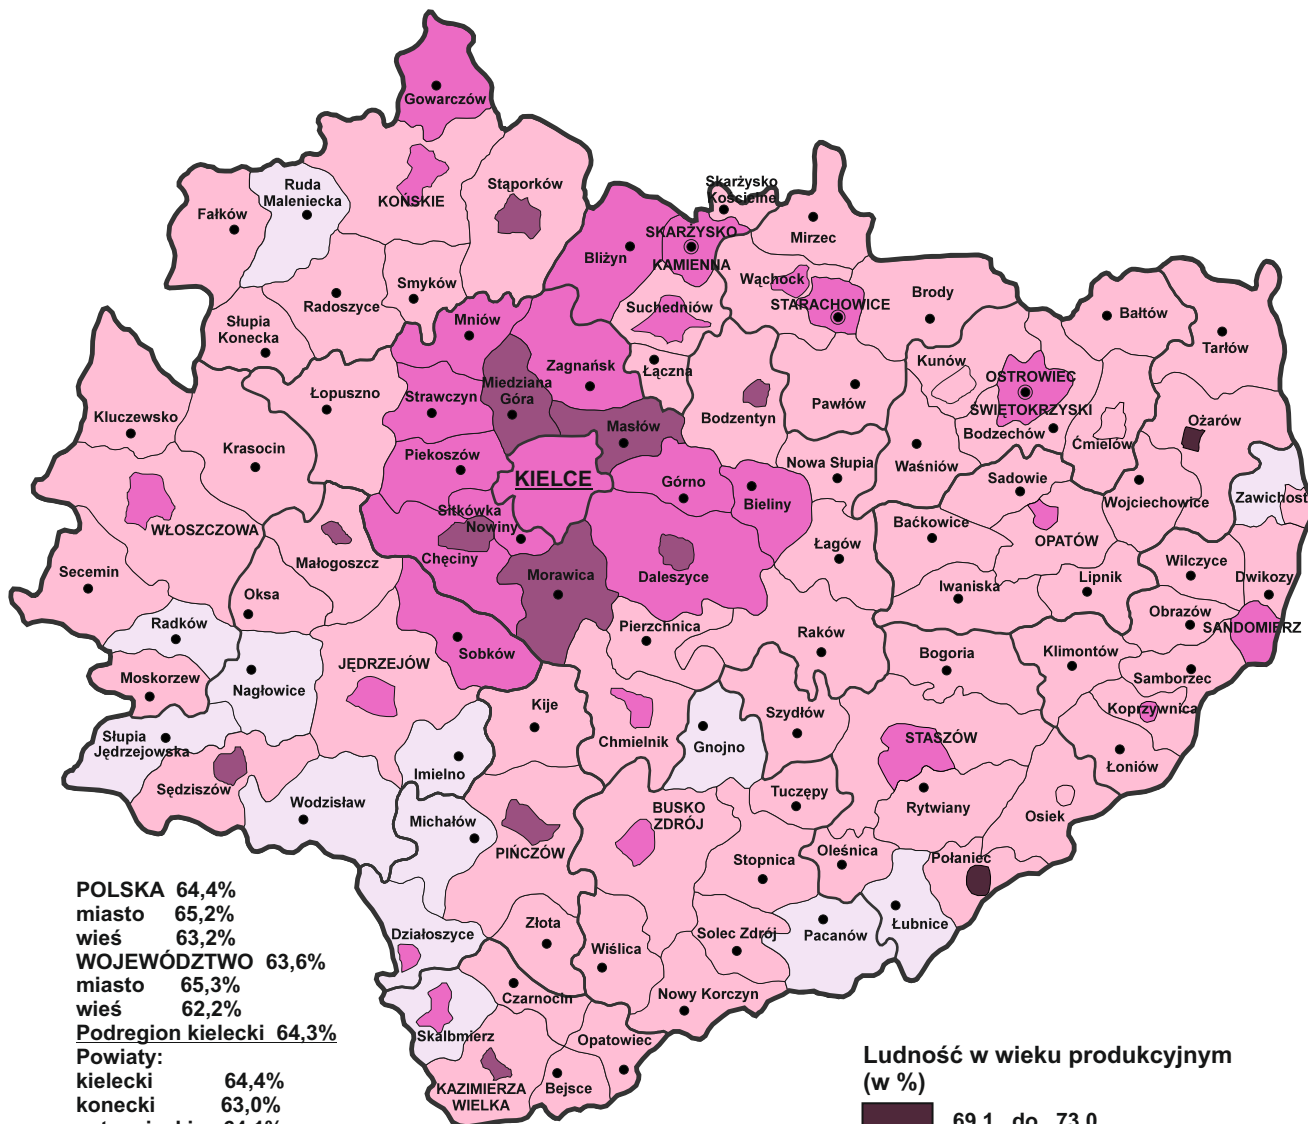 Gowarczów
Ruda
Maleniecka
KOŃSKIE
Stąporków
Fałków
Skarżysko
Kościelne
SKARŻYSKO
KAMIENNA
Mirzec
Bliżyn
Smyków
Radoszyce
Suchedniów
Wąchock
STARACHOWICE
Brody
Bałtów
Tarłów
Słupia
Konecka
Mniów
Zagnańsk
Łączna
Kunów
Miedziana
Góra
OSTROWIEC
ŚWIĘTOKRZYSKI
Łopuszno
Strawczyn
Bodzentyn
Pawłów
Kluczewsko
Masłów
Bodzechów
Ćmielów
Ożarów
Krasocin
Piekoszów
KIELCE
Górno
Nowa Słupia
Waśniów
Sadowie
Bieliny
Wojciechowice
Zawichost
WŁOSZCZOWA
Sitkówka
Nowiny
Baćkowice
OPATÓW
Małogoszcz
Chęciny
Morawica
Daleszyce
Łagów
Wilczyce
Secemin
Oksa
Iwaniska
Lipnik
Dwikozy
Radków
Pierzchnica
Raków
Obrazów
SANDOMIERZ
Sobków
Bogoria
Klimontów
JĘDRZEJÓW
Moskorzew
Nagłowice
Samborzec
Kije
Szydłów
Koprzywnica
Słupia
Jędrzejowska
Chmielnik
Gnojno
STASZÓW
Łoniów
Imielno
Sędziszów
Tuczępy
Wodzisław
BUSKO
ZDRÓJ
Rytwiany
Osiek
Michałów
PIŃCZÓW
Stopnica
Oleśnica
Połaniec
Działoszyce
Złota
Wiślica
Solec Zdrój
Pacanów
Łubnice
Czarnocin
Nowy Korczyn
Skalbmierz
Opatowiec
KAZIMIERZA
WIELKA
Bejsce
POLSKA 64,4%
miasto 65,2%
wieś 63,2%
WOJEWÓDZTWO 63,6%
miasto 65,3%
wieś 62,2%
Podregion kielecki 64,3%
Powiaty:
kielecki 64,4%
konecki 63,0%
Ludność w wieku produkcyjnym
(w %)
69,1 do 73,0